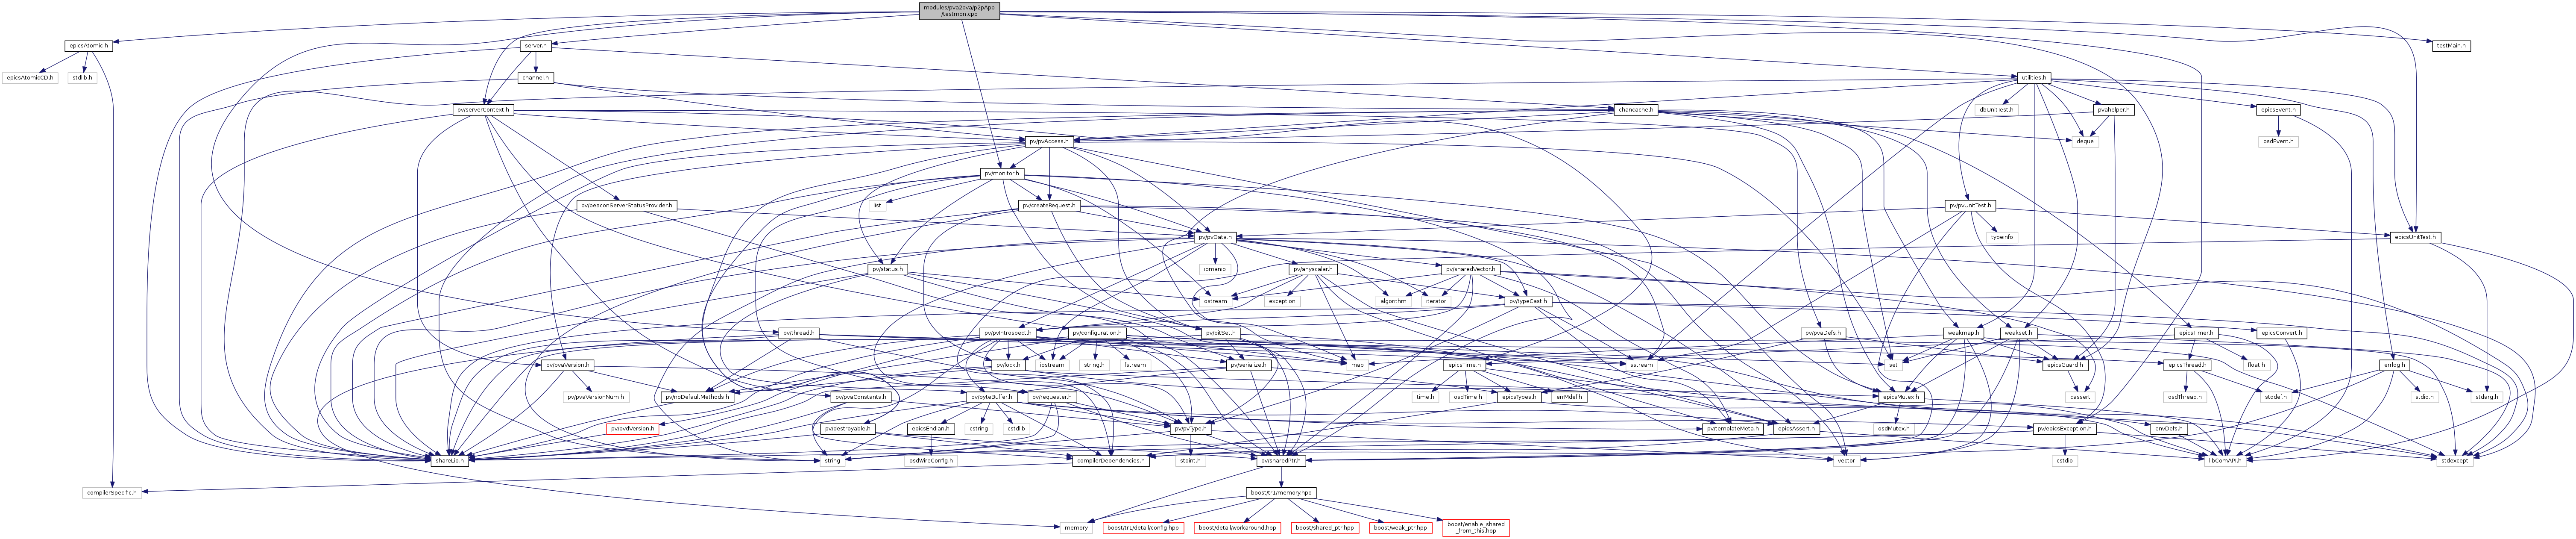 modules/pva2pva/p2pApp
/testmon.cpp
epicsAtomic.h
server.h
testMain.h
epicsAtomicCD.h
stdlib.h
channel.h
utilities.h
pv/serverContext.h
chancache.h
dbUnitTest.h
pvahelper.h
epicsEvent.h
pv/pvAccess.h
deque
osdEvent.h
pv/monitor.h
list
pv/beaconServerStatusProvider.h
pv/createRequest.h
pv/pvUnitTest.h
pv/pvData.h
typeinfo
epicsUnitTest.h
pv/status.h
iomanip
pv/anyscalar.h
pv/sharedVector.h
ostream
exception
algorithm
iterator
pv/typeCast.h
pv/thread.h
pv/pvIntrospect.h
pv/configuration.h
pv/bitSet.h
pv/pvaDefs.h
weakmap.h
weakset.h
epicsTimer.h
epicsConvert.h
pv/pvaVersion.h
pv/lock.h
iostream
string.h
fstream
pv/serialize.h
map
sstream
epicsTime.h
set
epicsGuard.h
epicsThread.h
float.h
errlog.h
pv/pvaVersionNum.h
pv/noDefaultMethods.h
pv/pvaConstants.h
pv/byteBuffer.h
pv/requester.h
time.h
osdTime.h
epicsTypes.h
errMdef.h
epicsMutex.h
cassert
osdThread.h
stddef.h
stdio.h
stdarg.h
pv/pvdVersion.h
pv/destroyable.h
epicsEndian.h
cstring
cstdlib
pv/pvType.h
pv/templateMeta.h
epicsAssert.h
osdMutex.h
pv/epicsException.h
envDefs.h
shareLib.h
string
osdWireConfig.h
compilerDependencies.h
stdint.h
pv/sharedPtr.h
vector
cstdio
libComAPI.h
stdexcept
compilerSpecific.h
boost/tr1/memory.hpp
memory
boost/tr1/detail/config.hpp
boost/detail/workaround.hpp
boost/shared_ptr.hpp
boost/weak_ptr.hpp
boost/enable_shared
_from_this.hpp